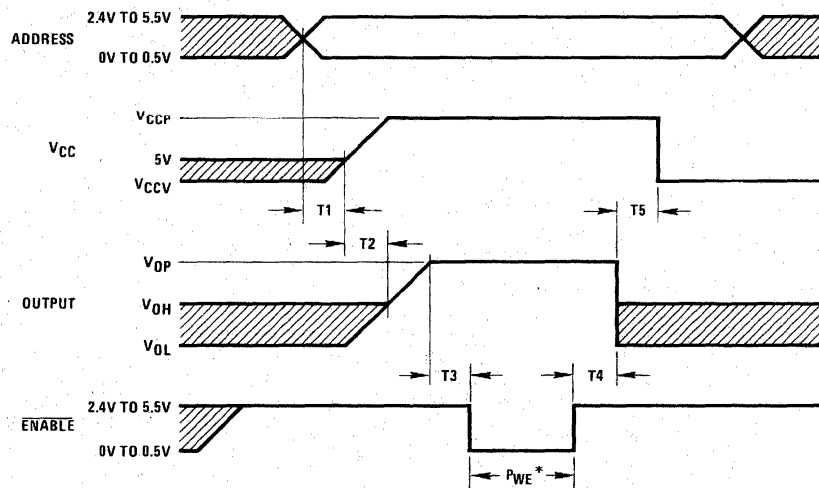 2.4V TO 5.5V
ADDRESS
0V TO 0.5V
VCCP
VCC
5V
VCCV
T1
T5
T2
VOP
OUTPUT
VOH
VOL
T3
T4
2.4V TO 5.5V
ENABLE
0V TO 0.5V
PWE*